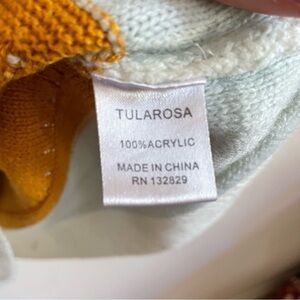 TULAROSA
100%ACRYLIC
MADE IN CHINA
RN 132829